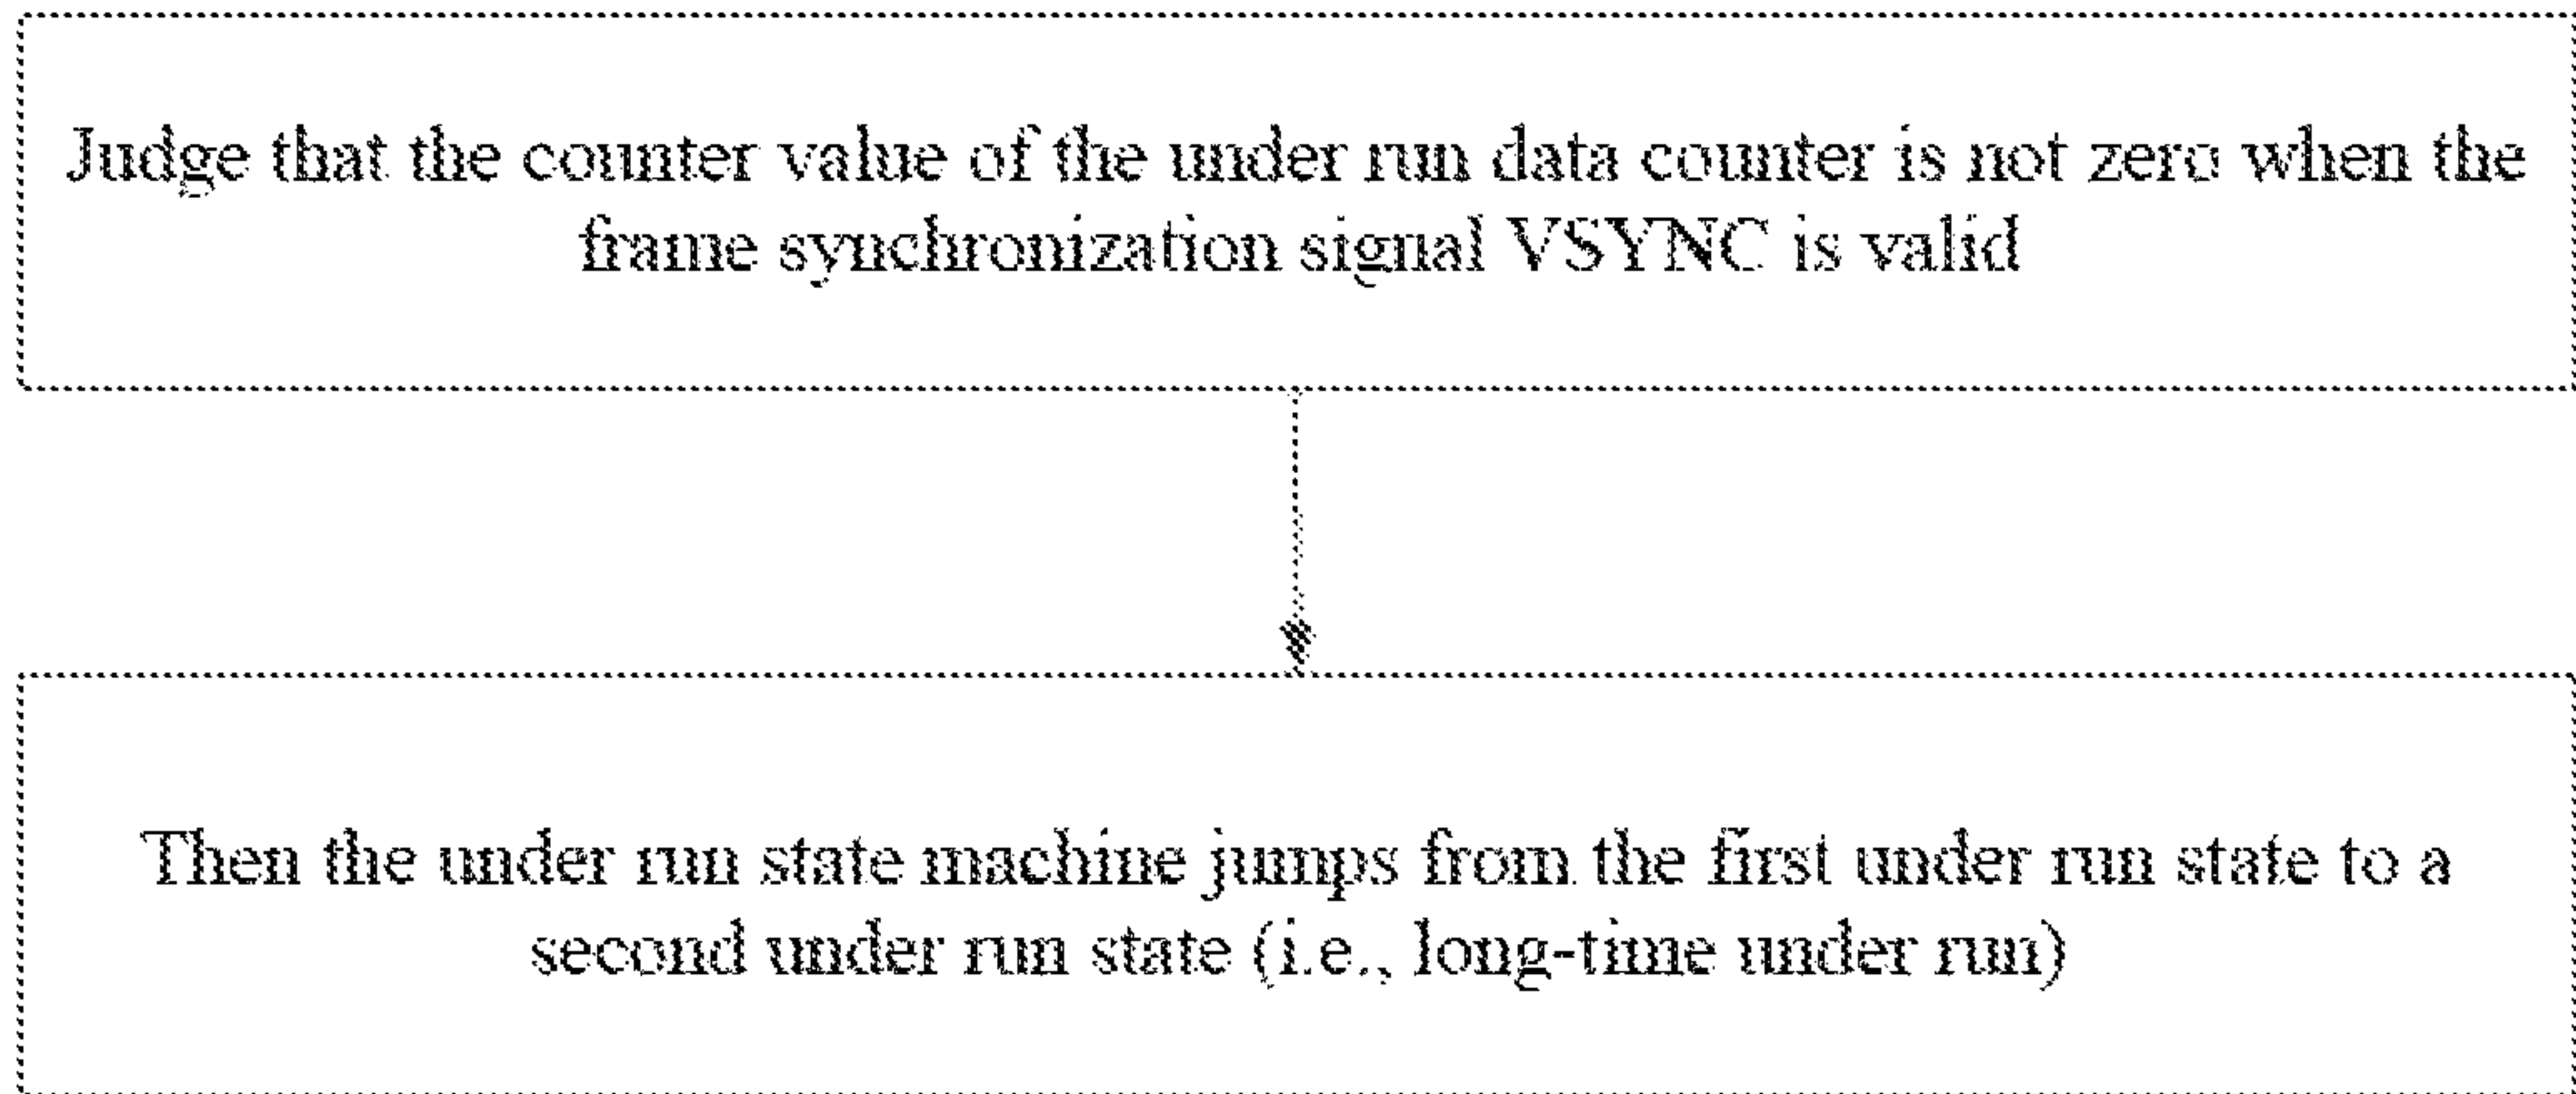 Judge that the counter value of the under run data counter is not zero when the
frame synchronization signal VSYNC is valid
Then the under run state machine jumps from the first under run state to a
second under run state (i.e., long-time under run)